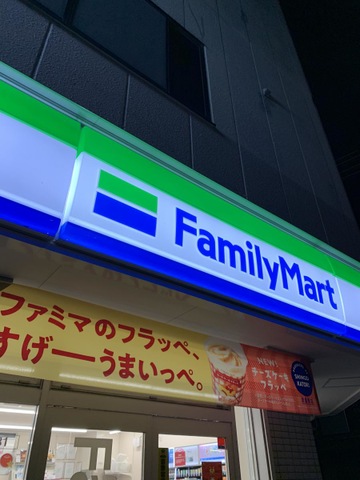 FamilyMart
ファミマのフラッペ、
すげーーうまいっぺ。
NEW!
チーズケーキ
フラッペ